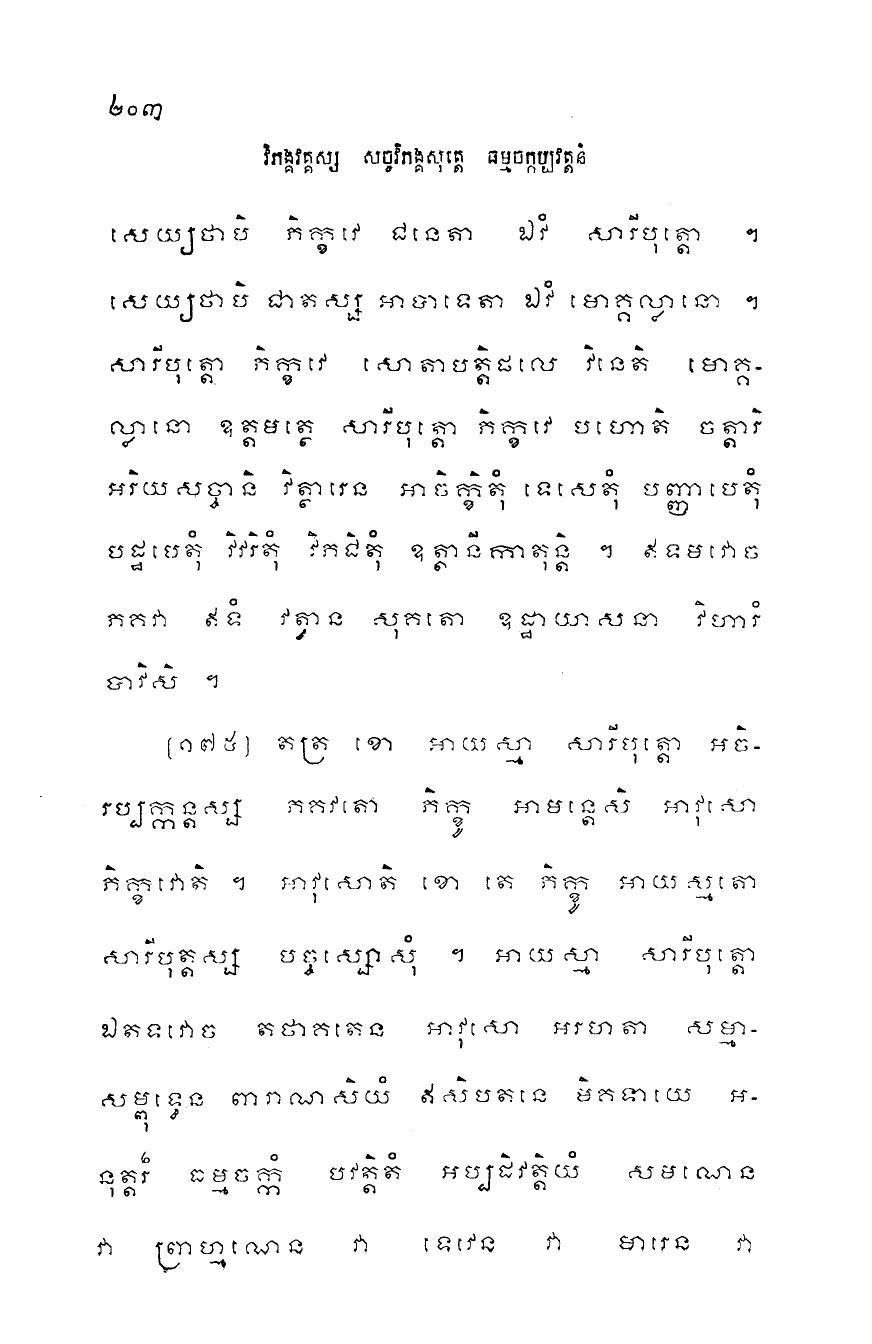 ២០៣
វិភង្គវគ្គស្ស សច្ចវិភង្គសុត្តេ ធម្មចក្កប្បវត្តនំ
សេយ្យថាបិ ភិក្ខវេ ជនេតា ឯវំ សារីបុត្តោ ។
សេយ្យថាបិ ជាតស្ស អាបាទេតា ឯវំ មោគ្គល្លានោ ។
សារីបុត្តោ ភិក្ខវេ សោតាបត្តិផលេ វិនេតិ មោគ្គ-
ល្លានោ ឧត្តមត្ថេ សារីបុត្តោ ភិក្ខវេ បហោតិ ចត្តារិ
អរិយសច្ចានិ វិត្ថារេន អាចិក្ខិតុំ ទេសេតុំ បញ្ញាបេតុំ
បដ្ឋបេតុំ វិវរិតុំ វិភជិតុំ ឧត្តានីកាតុន្តិ ។ ឥទមវោច
ភគវា ឥទំ វត្វាន សុគតោ ឧដ្ឋាយាសនា វិហារំ
បាវិសិ ។
[១៧៥] តត្រ ខោ អាយស្មា សារីបុត្តោ អចិ-
រប្បក្កន្តស្ស ភគវតោ ភិក្ខូ អាមន្តេសិ អាវុសោ
ភិក្ខវោតិ ។ អាវុសោតិ ខោ តេ ភិក្ខូ អាយស្មតោ
សារីបុត្តស្ស បច្ចស្សោសុំ ។ អាយស្មា សារីបុត្តោ
ឯតទវោច តថាគតេន អាវុសោ អរហតា សម្មា-
សម្ពុទ្ធេន ពារាណសិយំ ឥសិបតនេ មិគទាយេ អ-
នុត្តរំ ធម្មចក្កំ បវត្តិតំ អប្បដិវត្តិយំ សមណេន
វា ព្រាហ្មណេន វា ទេវេន វា មារេន វា